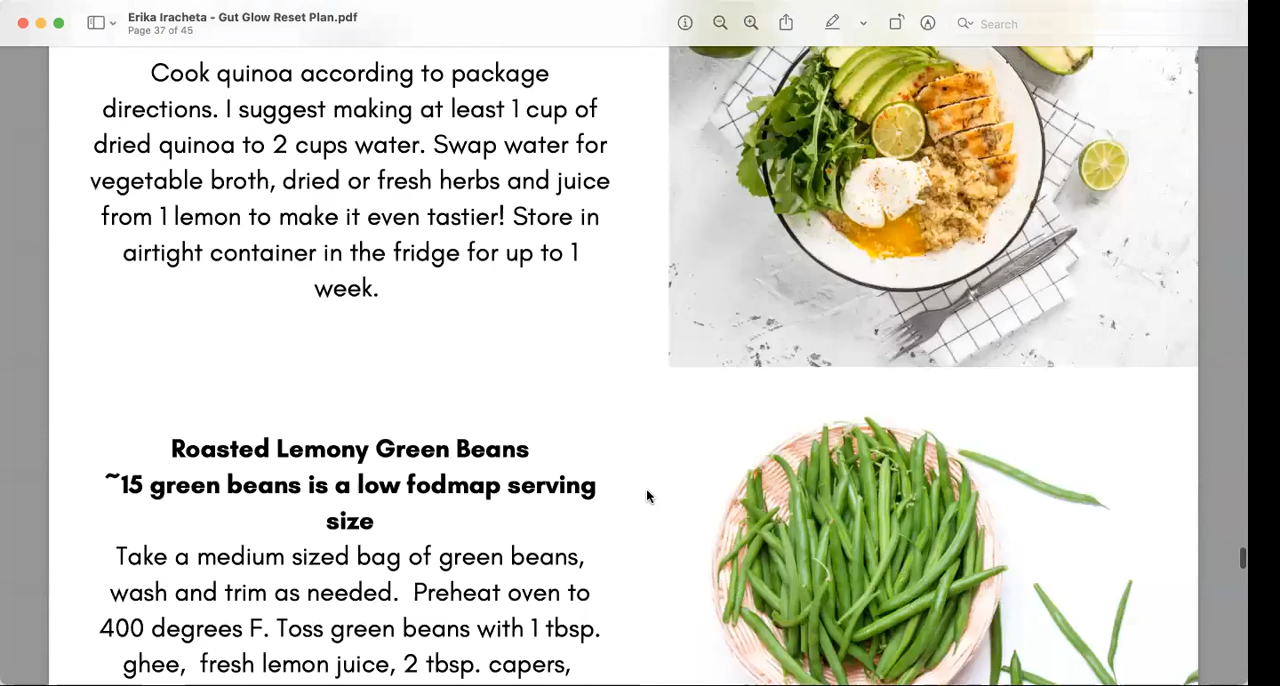 Erika Iracheta - Gut Glow Reset Plan.pdf
Page 37 of 45
Search
Cook quinoa according to package
directions. I suggest making at least 1 cup of
dried quinoa to 2 cups water. Swap water for
vegetable broth, dried or fresh herbs and juice
from 1 lemon to make it even tastier! Store in
airtight container in the fridge for up to 1
week.
Roasted Lemony Green Beans
~15 green beans is a low fodmap serving
size
Take a medium sized bag of green beans,
wash and trim as needed.  Preheat oven to
400 degrees F. Toss green beans with 1 tbsp.
ghee,  fresh lemon juice, 2 tbsp. capers,